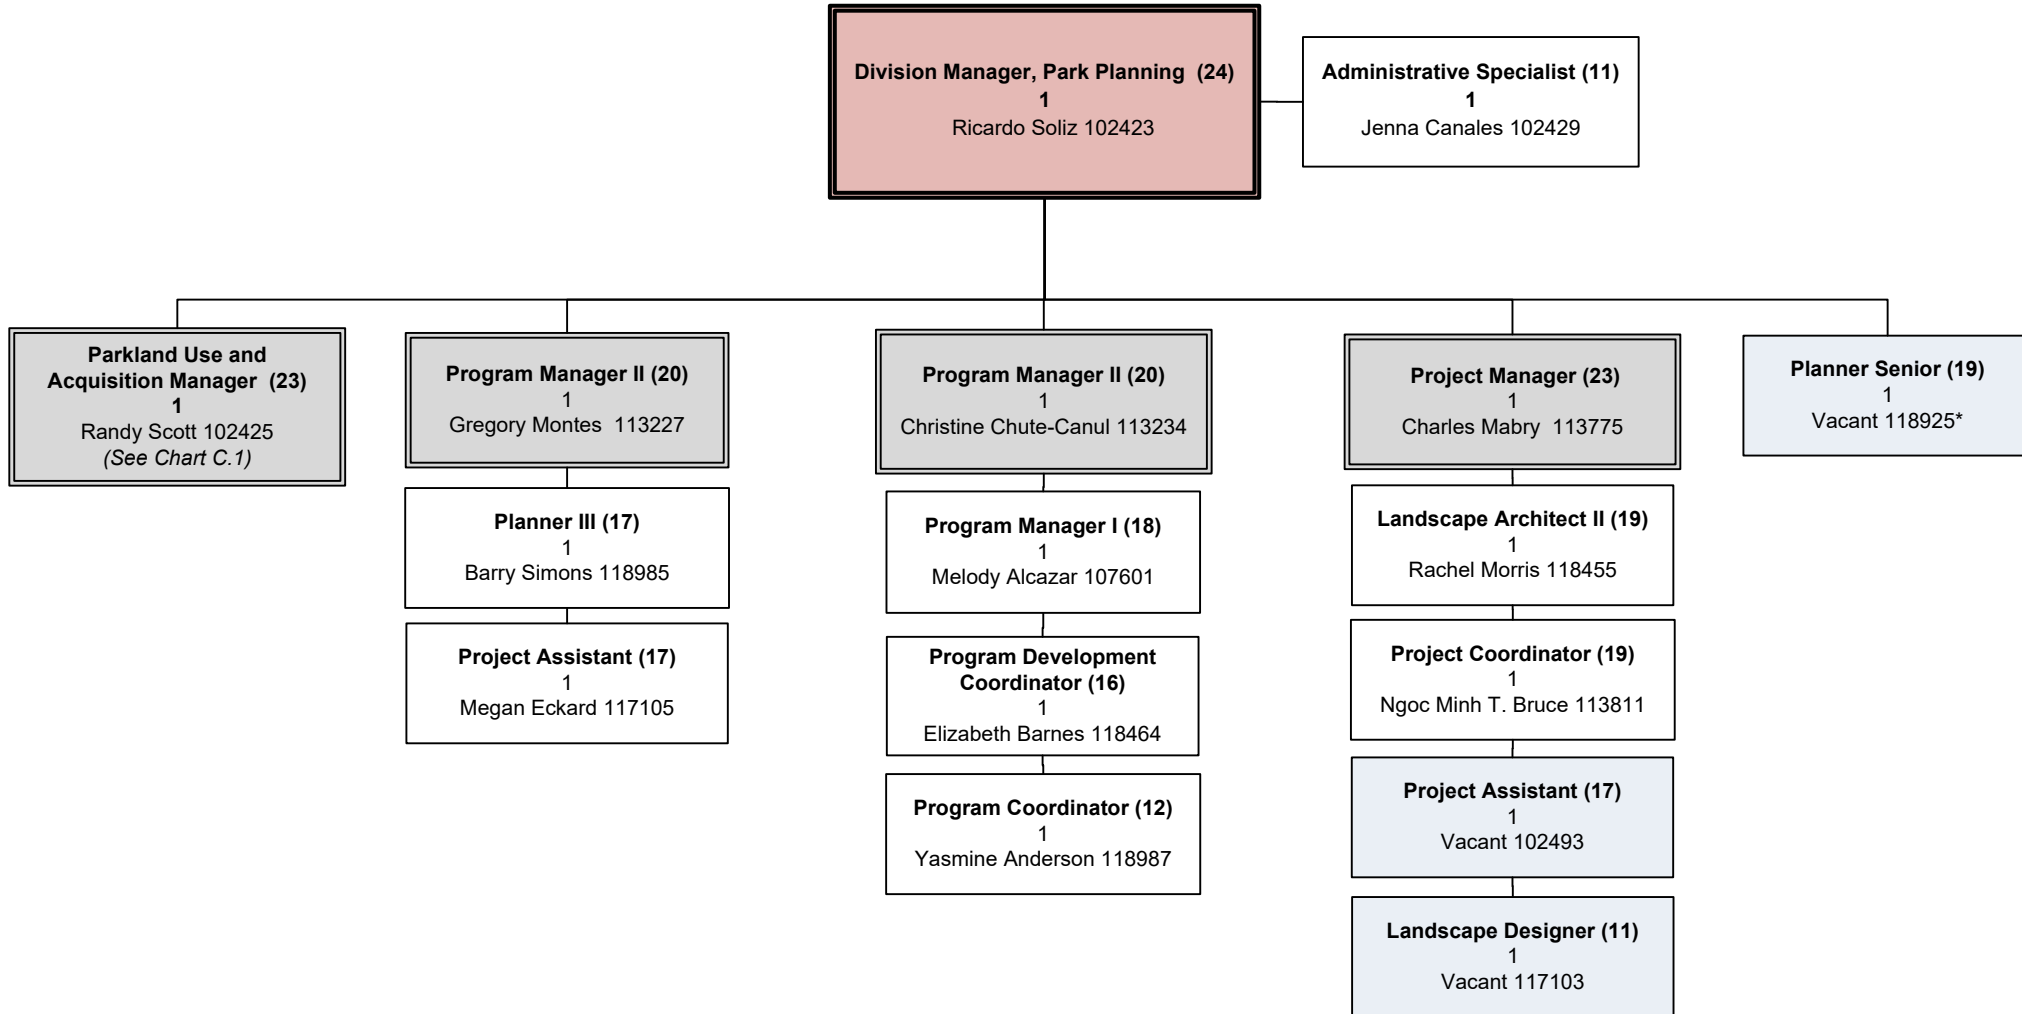 Division Manager, Park Planning (24)
1
Ricardo Soliz 102423
Administrative Specialist (11)
1
Jenna Canales 102429
Parkland Use and
Acquisition Manager (23)
1
Randy Scott 102425
(See Chart C.1)
Program Manager II (20)
1
Gregory Montes 113227
Planner III (17)
1
Barry Simons 118985
Project Assistant (17)
1
Megan Eckard 117105
Program Manager II (20)
1
Christine Chute-Canul 113234
Program Manager I (18)
1
Melody Alcazar 107601
Program Development
Coordinator (16)
1
Elizabeth Barnes 118464
Program Coordinator (12)
1
Yasmine Anderson 118987
Project Manager (23)
1
Charles Mabry 113775
Landscape Architect II (19)
1
Rachel Morris 118455
Project Coordinator (19)
1
Ngoc Minh T. Bruce 113811
Project Assistant (17)
1
Vacant 102493
Landscape Designer (11)
1
Vacant 117103
Planner Senior (19)
1
Vacant 118925*